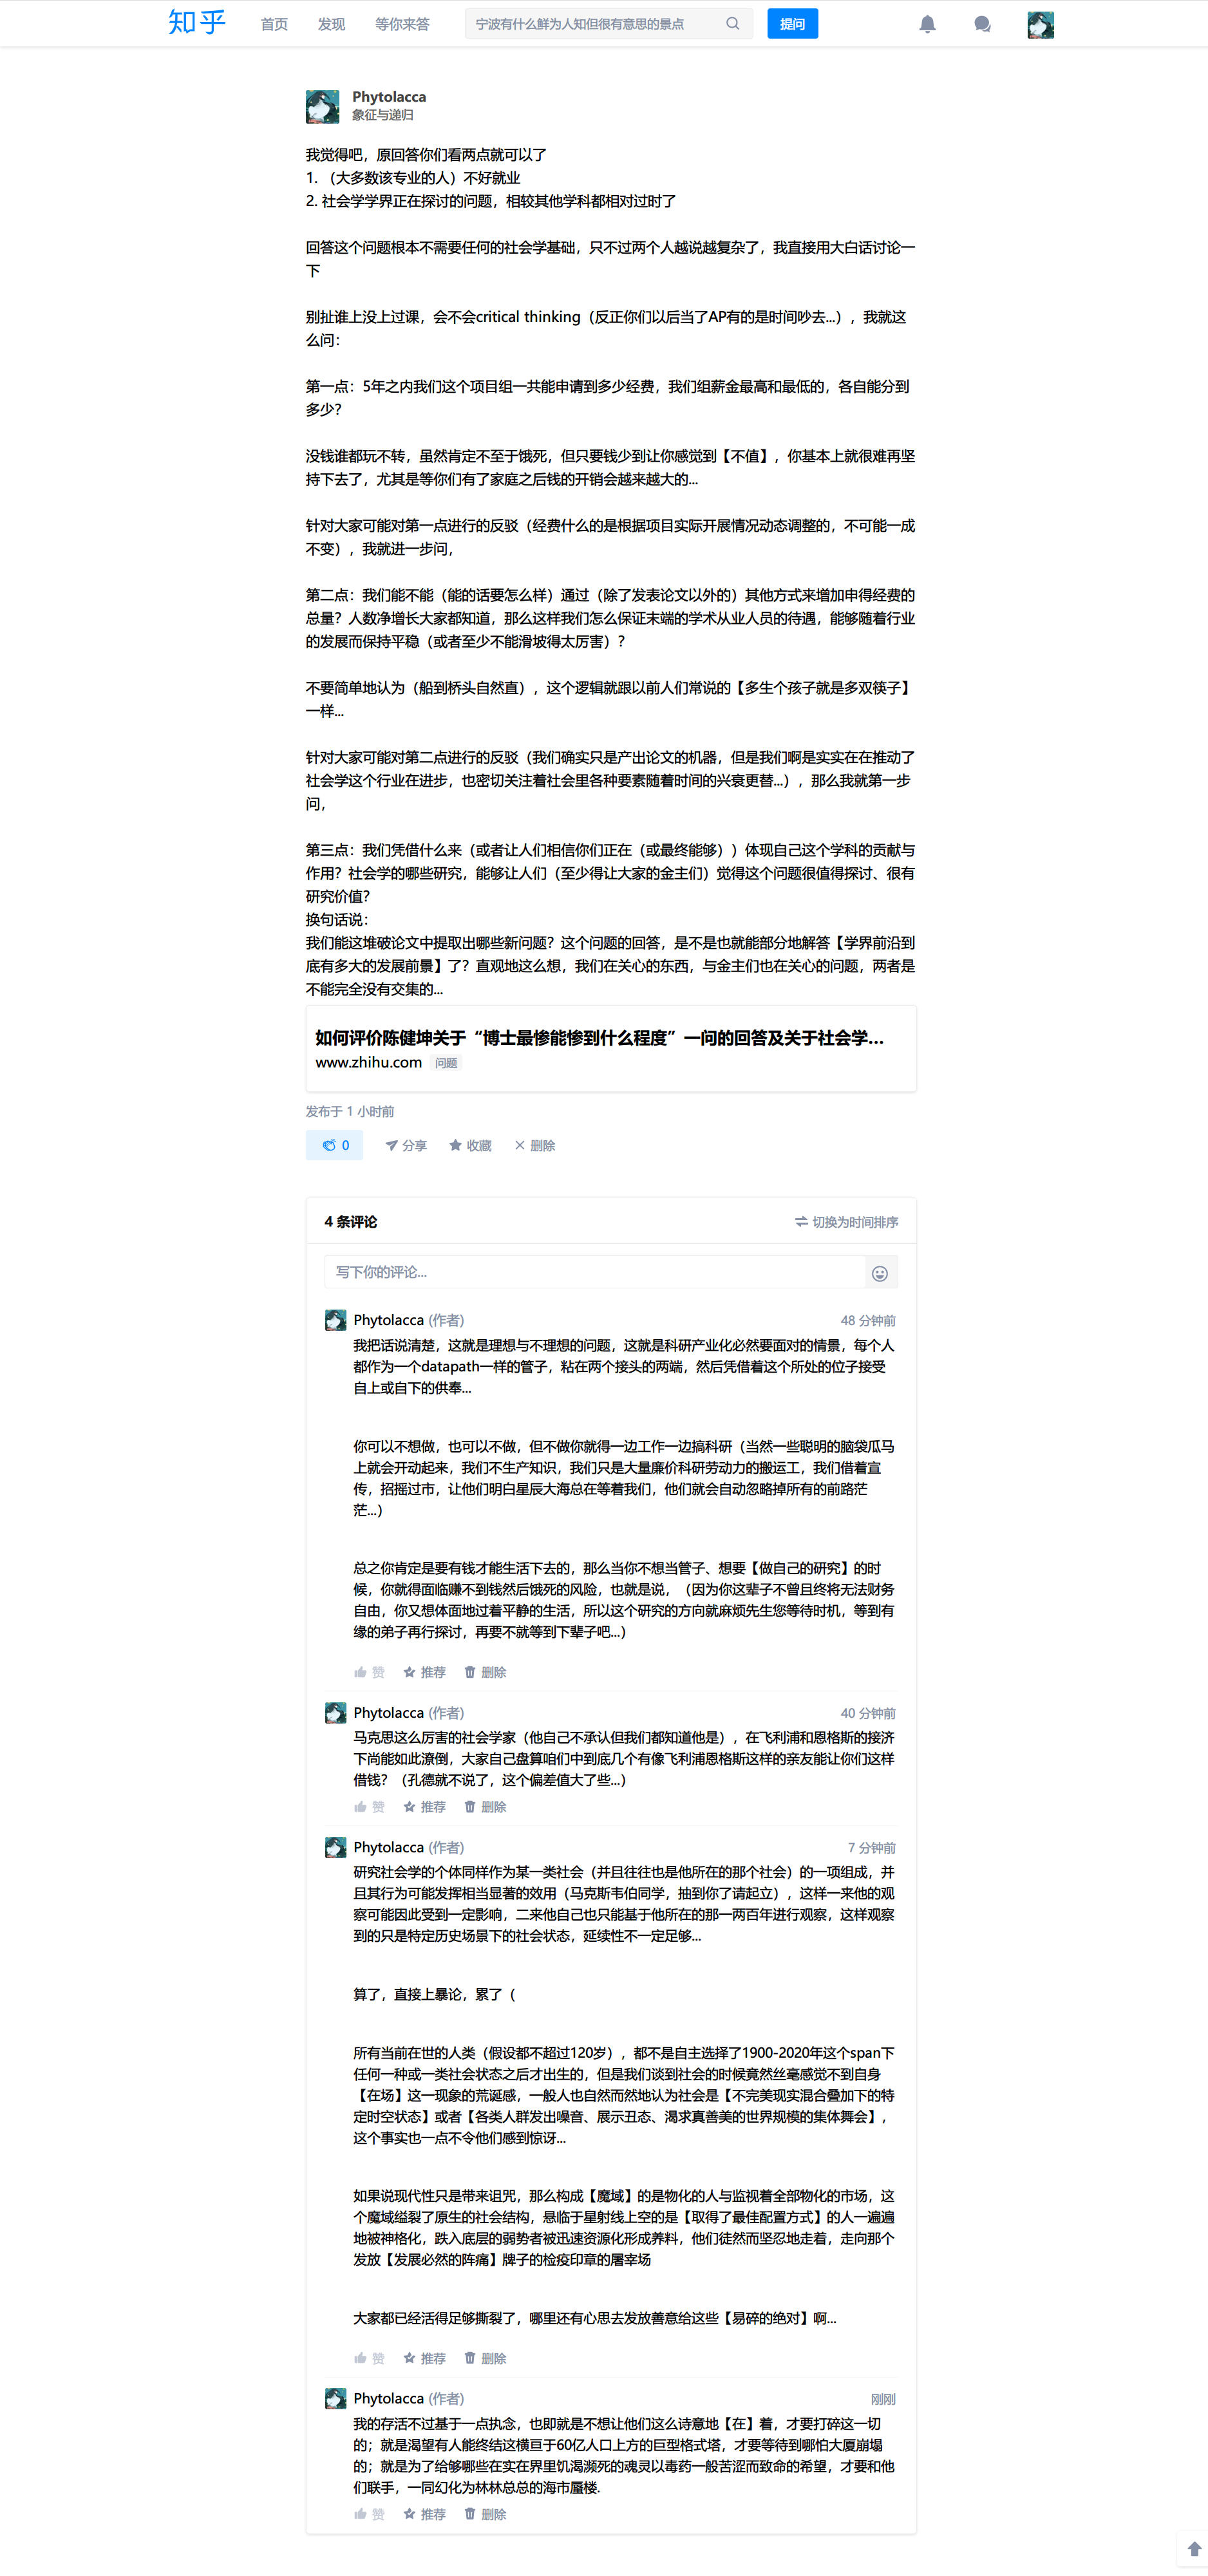 知乎 首页 发现 等你来答 宁波有什么鲜为人知但很有意思的景点 提问
Phytolacca
象征与递归
我觉得吧，原回答你们看两点就可以了
1. （大多数该专业的人）不好就业
2. 社会学学界正在探讨的问题，相较其他学科都相对过时了
回答这个问题根本不需要任何的社会学基础，只不过两个人越说越复杂了，我直接用大白话讨论一
下
别扯谁上没上过课，会不会critical thinking（反正你们以后当了AP有的是时间吵去...），我就这
么问：
第一点：5年之内我们这个项目组一共能申请到多少经费，我们组薪金最高和最低的，各自能分到
多少？
没钱谁都玩不转，虽然肯定不至于饿死，但只要钱少到让你感觉到【不值】，你基本上就很难再坚
持下去了，尤其是等你们有了家庭之后钱的开销会越来越大的...
针对大家可能对第一点进行的反驳（经费什么的是根据项目实际开展情况动态调整的，不可能一成
不变），我就进一步问，
第二点：我们能不能（能的话要怎么样）通过（除了发表论文以外的）其他方式来增加申得经费的
总量？人数净增长大家都知道，那么这样我们怎么保证末端的学术从业人员的待遇，能够随着行业
的发展而保持平稳（或者至少不能滑坡得太厉害）？
不要简单地认为（船到桥头自然直），这个逻辑就跟以前人们常说的【多生个孩子就是多双筷子】
一样...
针对大家可能对第二点进行的反驳（我们确实只是产出论文的机器，但是我们啊是实实在在推动了
社会学这个行业在进步，也密切关注着社会里各种要素随着时间的兴衰更替...），那么我就第一步
问，
第三点：我们凭借什么来（或者让人们相信你们正在（或最终能够））体现自己这个学科的贡献与
作用？社会学的哪些研究，能够让人们（至少得让大家的金主们）觉得这个问题很值得探讨、很有
研究价值？
换句话说：
我们能这堆破论文中提取出哪些新问题？这个问题的回答，是不是也就能部分地解答【学界前沿到
底有多大的发展前景】了？直观地这么想，我们在关心的东西，与金主们也在关心的问题，两者是
不能完全没有交集的...
如何评价陈健坤关于“博士最惨能惨到什么程度”一问的回答及关于社会学...
www.zhihu.com 问题
发布于 1 小时前
0 分享 收藏 删除
4 条评论 切换为时间排序
写下你的评论...
Phytolacca (作者) 48 分钟前
我把话说清楚，这就是理想与不理想的问题，这就是科研产业化必然要面对的情景，每个人
都作为一个datapath一样的管子，粘在两个接头的两端，然后凭借着这个所处的位子接受
自上或自下的供奉...
你可以不想做，也可以不做，但不做你就得一边工作一边搞科研（当然一些聪明的脑袋瓜马
上就会开动起来，我们不生产知识，我们只是大量廉价科研劳动力的搬运工，我们借着宣
传，招摇过市，让他们明白星辰大海总在等着我们，他们就会自动忽略掉所有的前路茫
茫...）
总之你肯定是要有钱才能生活下去的，那么当你不想当管子、想要【做自己的研究】的时
候，你就得面临赚不到钱然后饿死的风险，也就是说，（因为你这辈子不曾且终将无法财务
自由，你又想体面地过着平静的生活，所以这个研究的方向就麻烦先生您等待时机，等到有
缘的弟子再行探讨，再要不就等到下辈子吧...）
赞 推荐 删除
Phytolacca (作者) 40 分钟前
马克思这么厉害的社会学家（他自己不承认但我们都知道他是），在飞利浦和恩格斯的接济
下尚能如此潦倒，大家自己盘算咱们中到底几个有像飞利浦恩格斯这样的亲友能让你们这样
借钱？（孔德就不说了，这个偏差值大了些...）
赞 推荐 删除
Phytolacca (作者) 7 分钟前
研究社会学的个体同样作为某一类社会（并且往往也是他所在的那个社会）的一项组成，并
且其行为可能发挥相当显著的效用（马克斯韦伯同学，抽到你了请起立），这样一来他的观
察可能因此受到一定影响，二来他自己也只能基于他所在的那一两百年进行观察，这样观察
到的只是特定历史场景下的社会状态，延续性不一定足够...
算了，直接上暴论，累了（
所有当前在世的人类（假设都不超过120岁），都不是自主选择了1900-2020年这个span下
任何一种或一类社会状态之后才出生的，但是我们谈到社会的时候竟然丝毫感觉不到自身
【在场】这一现象的荒诞感，一般人也自然而然地认为社会是【不完美现实混合叠加下的特
定时空状态】或者【各类人群发出噪音、展示丑态、渴求真善美的世界规模的集体舞会】，
这个事实也一点不令他们感到惊讶...
如果说现代性只是带来诅咒，那么构成【魔域】的是物化的人与监视着全部物化的市场，这
个魔域缢裂了原生的社会结构，悬临于星射线上空的是【取得了最佳配置方式】的人一遍遍
地被神格化，跌入底层的弱势者被迅速资源化形成养料，他们徒然而坚忍地走着，走向那个
发放【发展必然的阵痛】牌子的检疫印章的屠宰场
大家都已经活得足够撕裂了，哪里还有心思去发放善意给这些【易碎的绝对】啊...
赞 推荐 删除
Phytolacca (作者) 刚刚
我的存活不过基于一点执念，也即就是不想让他们这么诗意地【在】着，才要打碎这一切
的；就是渴望有人能终结这横亘于60亿人口上方的巨型格式塔，才要等待到哪怕大厦崩塌
的；就是为了给够哪些在实在界里饥渴濒死的魂灵以毒药一般苦涩而致命的希望，才要和他
们联手，一同幻化为林林总总的海市蜃楼.
赞 推荐 删除